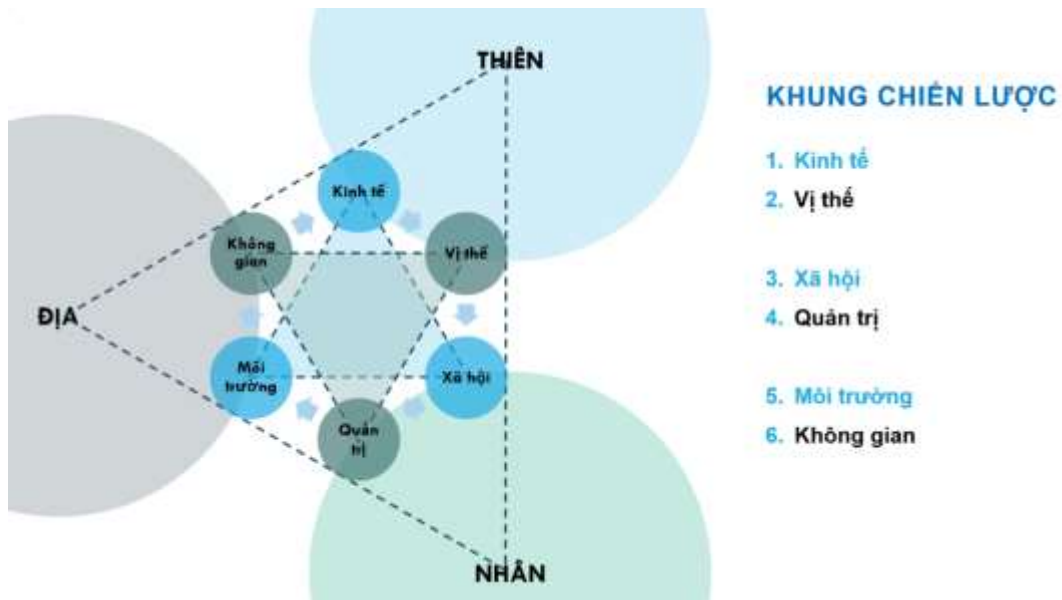 THIÊN
KHUNG CHIẾN LƯỢC
Kinh tế
1. Kinh tế
2. Vị thế
Không
gian
Vị thế
3. Xã hội
ĐỊA
4. Quản trị
Môi
trường
Xã hội
5. Môi trường
Quản
trị
6. Không gian
NHÂN